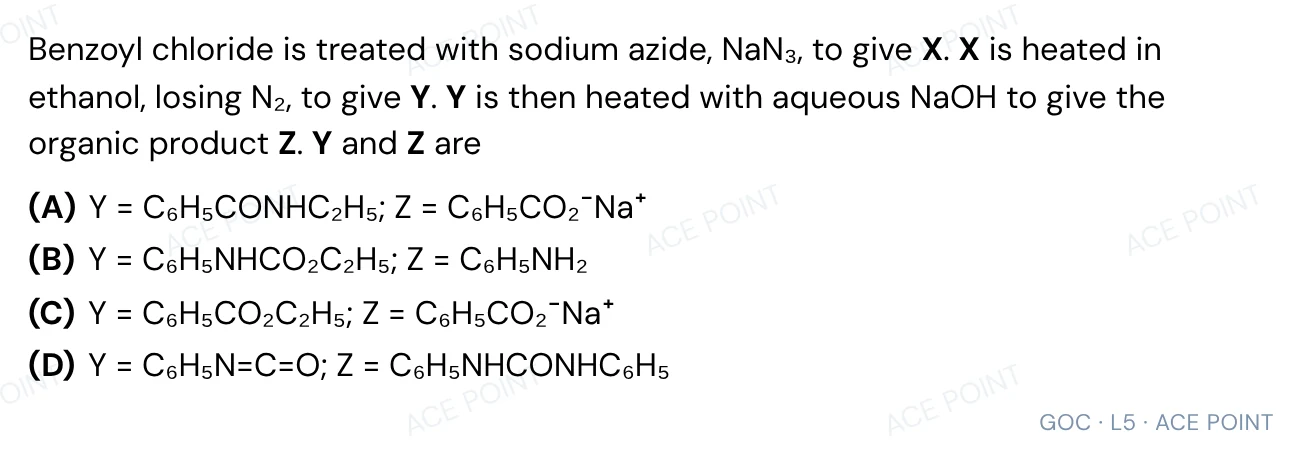 Benzoyl chloride is treated with sodium azide, NaN₃, to give X. X is heated in
ethanol, losing N₂, to give Y. Y is then heated with aqueous NaOH to give the
organic product Z. Y and Z are
(A) Y = C₆H₅CONHC₂H₅; Z = C₆H₅CO₂⁻Na⁺
(B) Y = C₆H₅NHCO₂C₂H₅; Z = C₆H₅NH₂
(C) Y = C₆H₅CO₂C₂H₅; Z = C₆H₅CO₂⁻Na⁺
(D) Y = C₆H₅N=C=O; Z = C₆H₅NHCONHC₆H₅
GOC · L5 · ACE POINT
ACE POINT